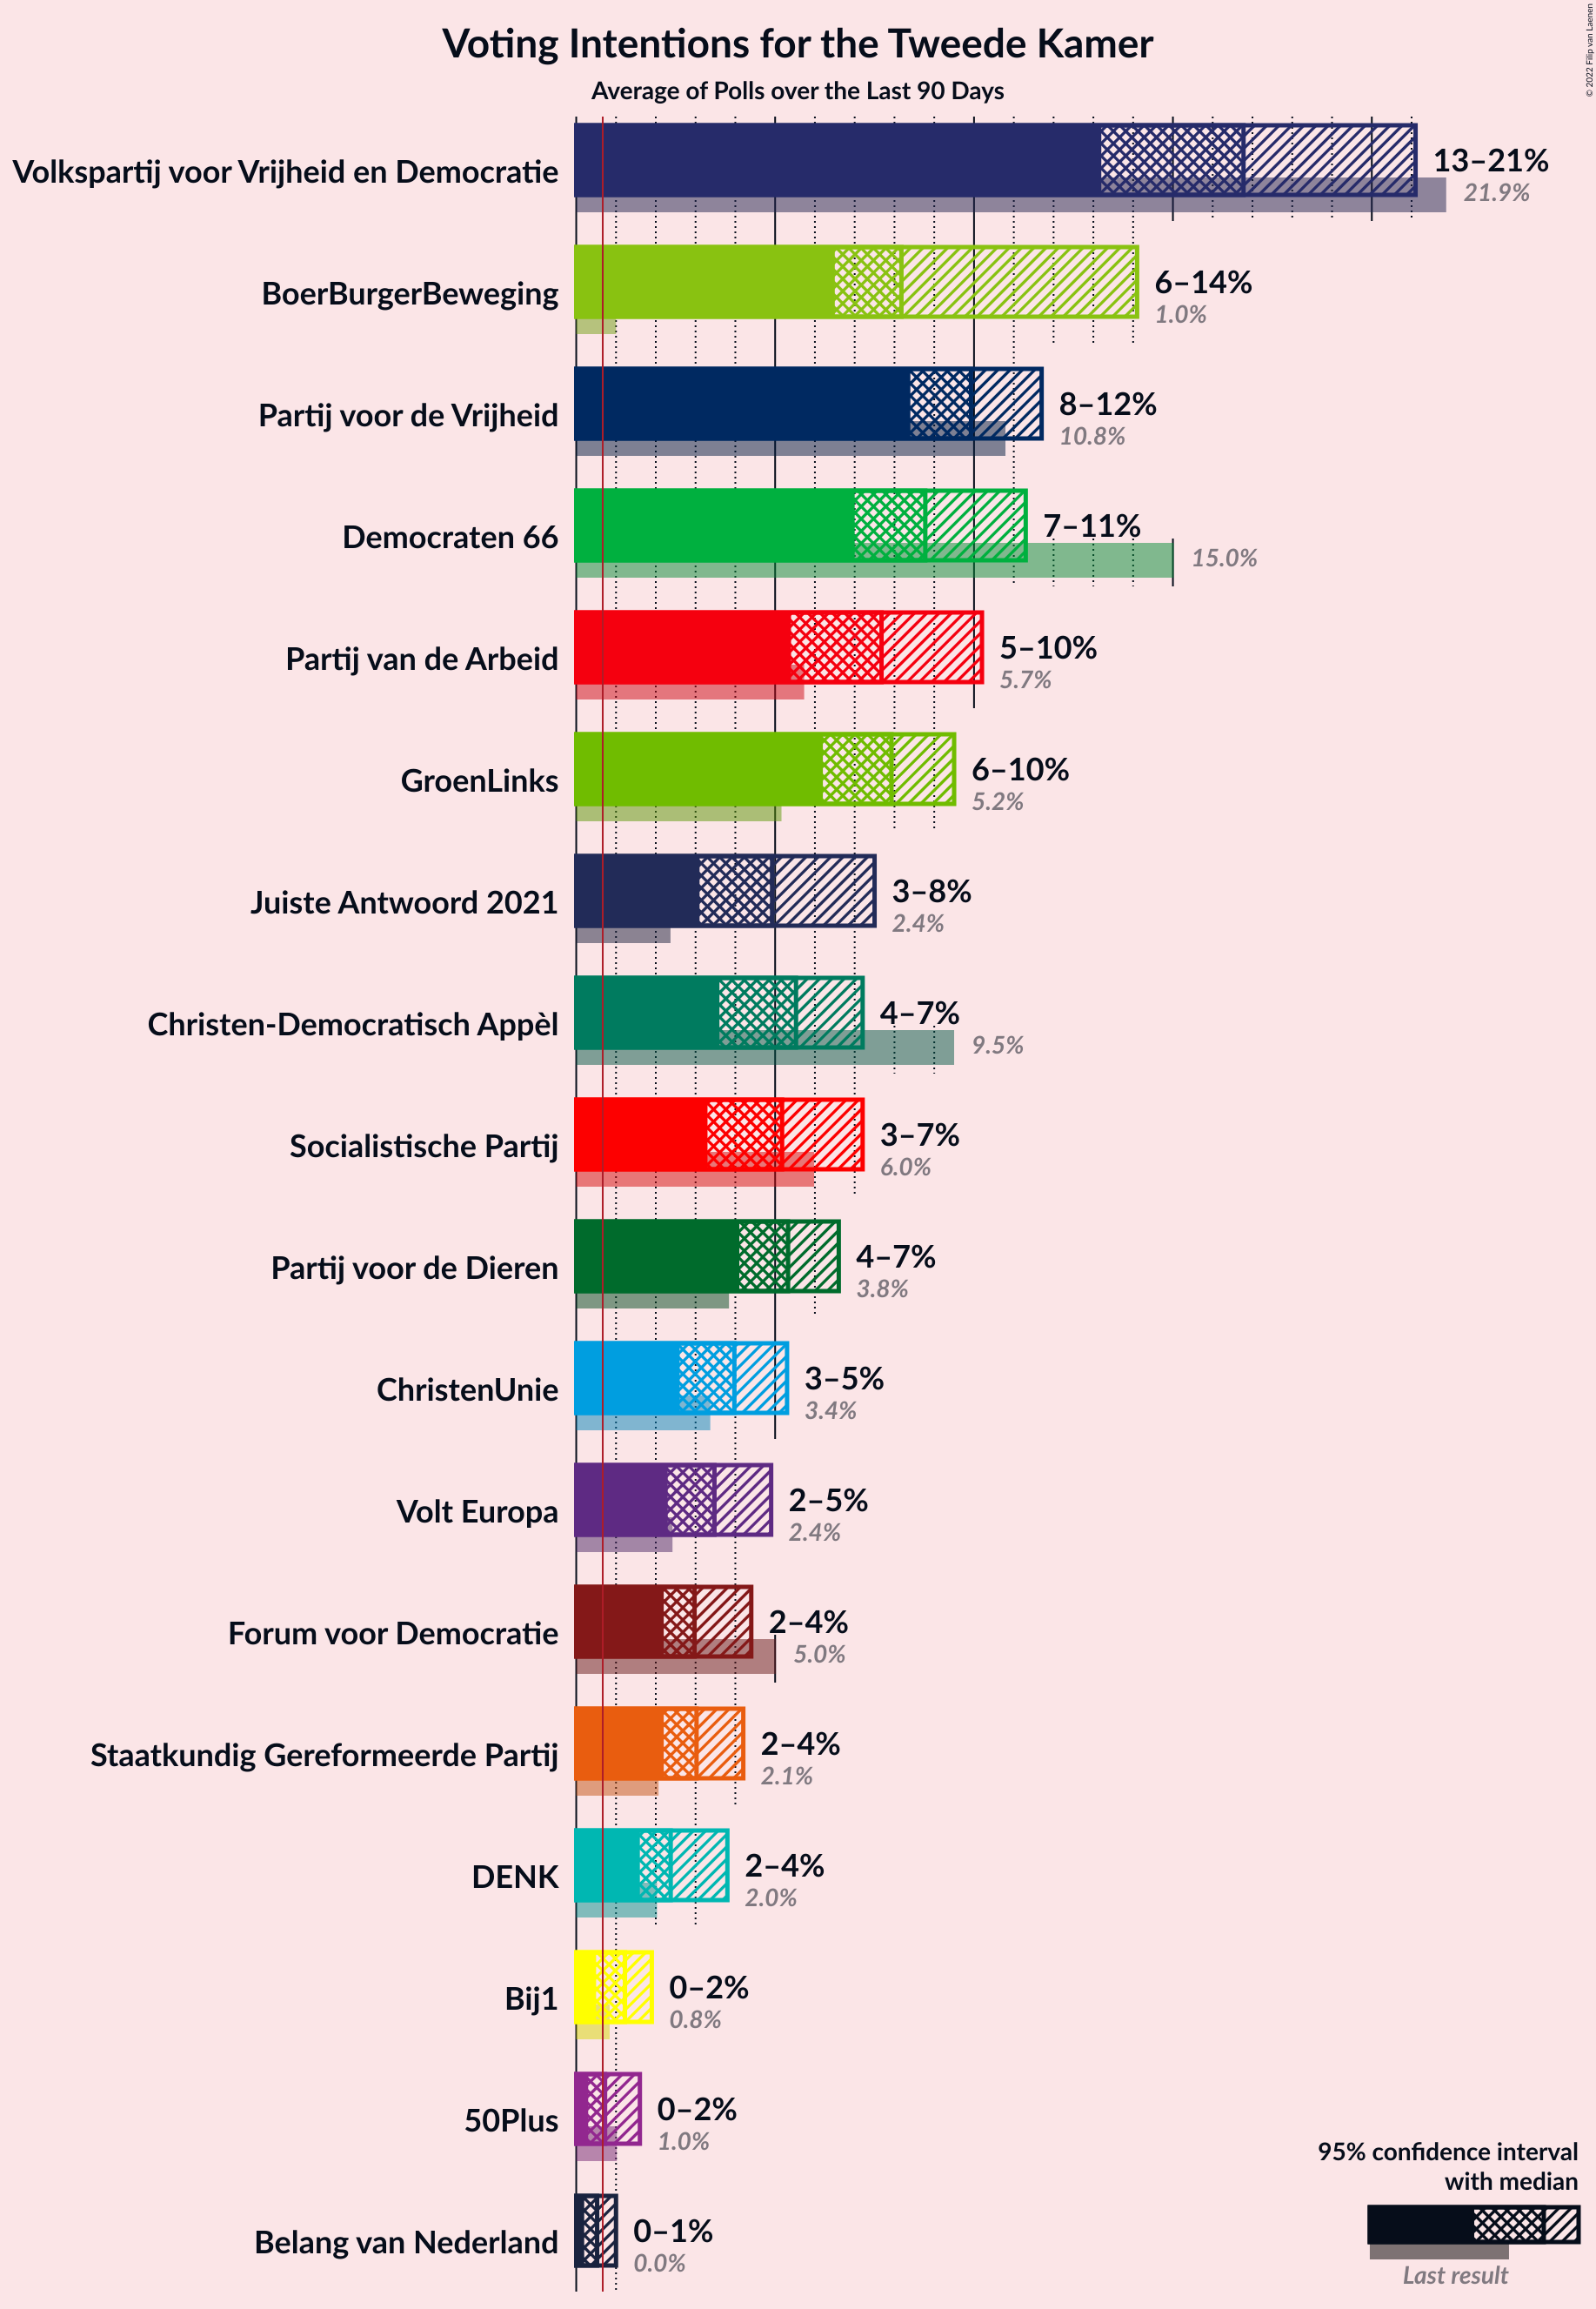 Voting Intentions for the Tweede Kamer
Average of Polls over the Last 90 Days
© 2022 Filip van Laenen
Volkspartij voor Vrijheid en Democratie
13–21%
21.9%
BoerBurgerBeweging
6–14%
1.0%
Partij voor de Vrijheid
8–12%
10.8%
Democraten 66
7–11%
15.0%
Partij van de Arbeid
5–10%
5.7%
GroenLinks
6–10%
5.2%
Juiste Antwoord 2021
3–8%
2.4%
Christen-Democratisch Appèl
4–7%
9.5%
Socialistische Partij
3–7%
6.0%
Partij voor de Dieren
4–7%
3.8%
ChristenUnie
3–5%
3.4%
Volt Europa
2–5%
2.4%
Forum voor Democratie
2–4%
5.0%
Staatkundig Gereformeerde Partij
2–4%
2.1%
DENK
2–4%
2.0%
Bij1
0–2%
0.8%
50Plus
0–2%
1.0%
Belang van Nederland
0–1%
0.0%
95% confidence interval
with median
Last result